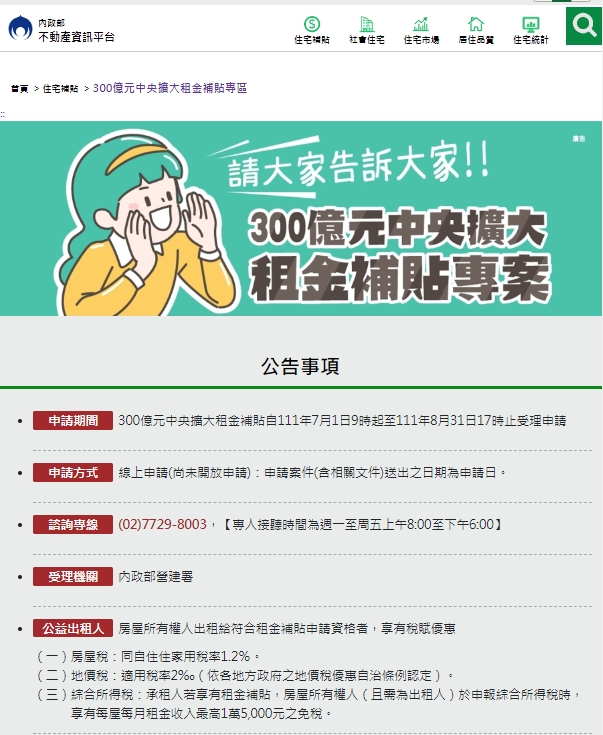 內政部
不動產資訊平台
住宅補貼
社會住宅
住宅市場
居住品質
住宅統計
首頁 > 住宅補貼 > 300億元中央擴大租金補貼專區
::
廣告
請大家告訴大家!!
300億元中央擴大
租金補貼專案
公告事項
申請期間 300億元中央擴大租金補貼自111年7月1日9時起至111年8月31日17時止受理申請
申請方式 線上申請(尚未開放申請)：申請案件(含相關文件)送出之日期為申請日。
諮詢專線 (02)7729-8003，【專人接聽時間為週一至周五上午8:00至下午6:00】
受理機關 內政部營建署
公益出租人 房屋所有權人出租給符合租金補貼申請資格者，享有稅賦優惠
（一）房屋稅：同自住住家用稅率1.2%。
（二）地價稅：適用稅率2‰（依各地方政府之地價稅優惠自治條例認定）。
（三）綜合所得稅：承租人若享有租金補貼，房屋所有權人（且需為出租人）於申報綜合所得稅時，
享有每屋每月租金收入最高1萬5,000元之免稅。